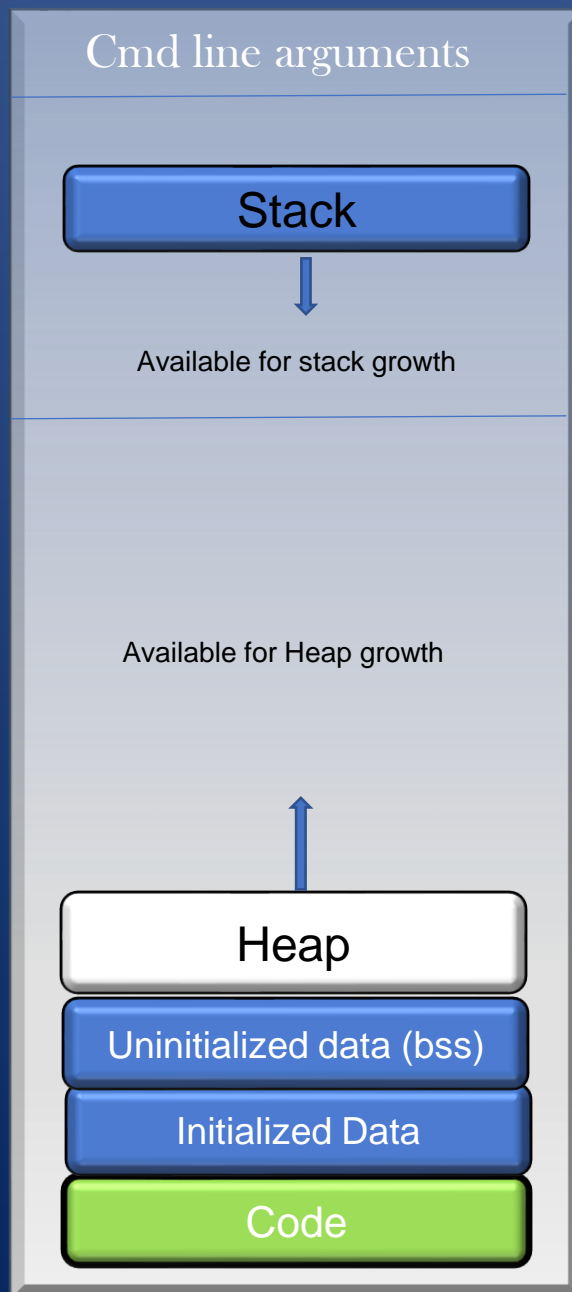 Cmd line arguments
Stack
Available for stack growth
Available for Heap growth
Heap
Uninitialized data (bss)
Initialized Data
Code